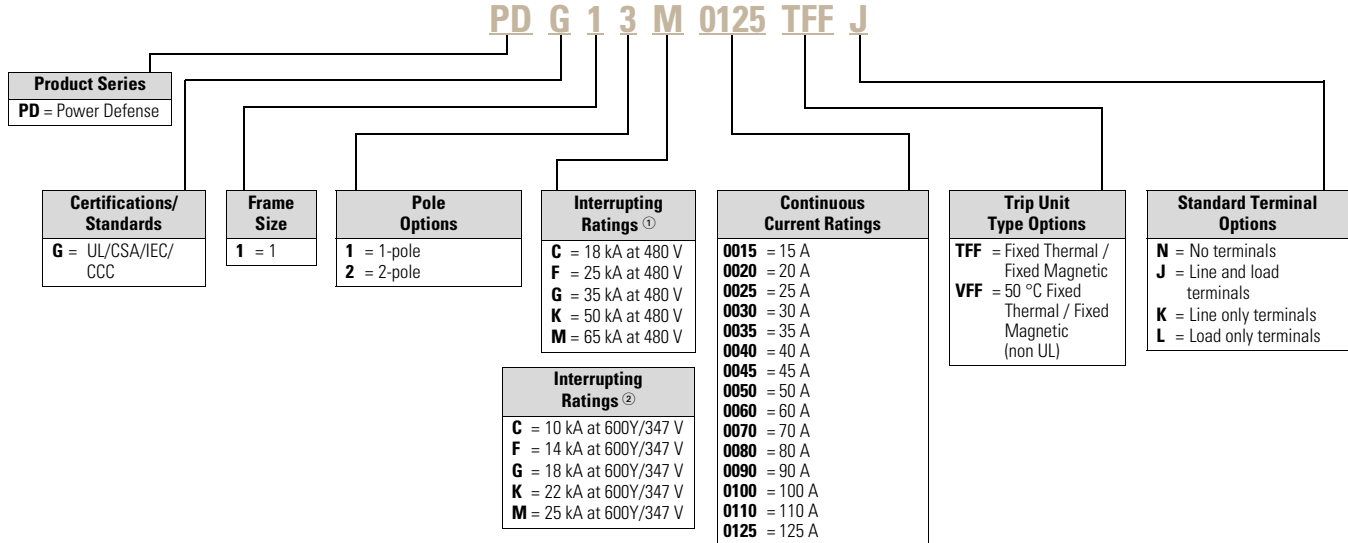 PD G 1 3 M 0125 TFF J
Product Series
PD = Power Defense
Certifications/
Standards
G = UL/CSA/IEC/
CCC
Frame
Size
1 = 1
Pole
Options
1 = 1-pole
2 = 2-pole
Interrupting
Ratings ①
C = 18 kA at 480 V
F = 25 kA at 480 V
G = 35 kA at 480 V
K = 50 kA at 480 V
M = 65 kA at 480 V
Interrupting
Ratings ②
C = 10 kA at 600Y/347 V
F = 14 kA at 600Y/347 V
G = 18 kA at 600Y/347 V
K = 22 kA at 600Y/347 V
M = 25 kA at 600Y/347 V
Continuous
Current Ratings
0015 = 15 A
0020 = 20 A
0025 = 25 A
0030 = 30 A
0035 = 35 A
0040 = 40 A
0045 = 45 A
0050 = 50 A
0060 = 60 A
0070 = 70 A
0080 = 80 A
0090 = 90 A
0100 = 100 A
0110 = 110 A
0125 = 125 A
Trip Unit
Type Options
TFF = Fixed Thermal /
Fixed Magnetic
VFF = 50 °C Fixed
Thermal / Fixed
Magnetic
(non UL)
Standard Terminal
Options
N = No terminals
J = Line and load
terminals
K = Line only terminals
L = Load only terminals